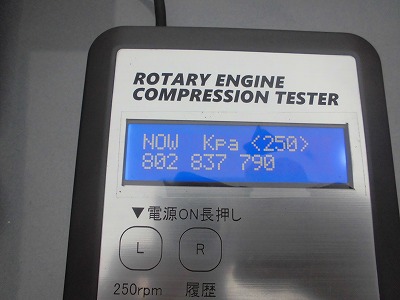 ROTARY ENGINE
COMPRESSION TESTER
NOW Kpa <250>
802 837 790
▼電源ON長押し
L R
250rpm 履歴